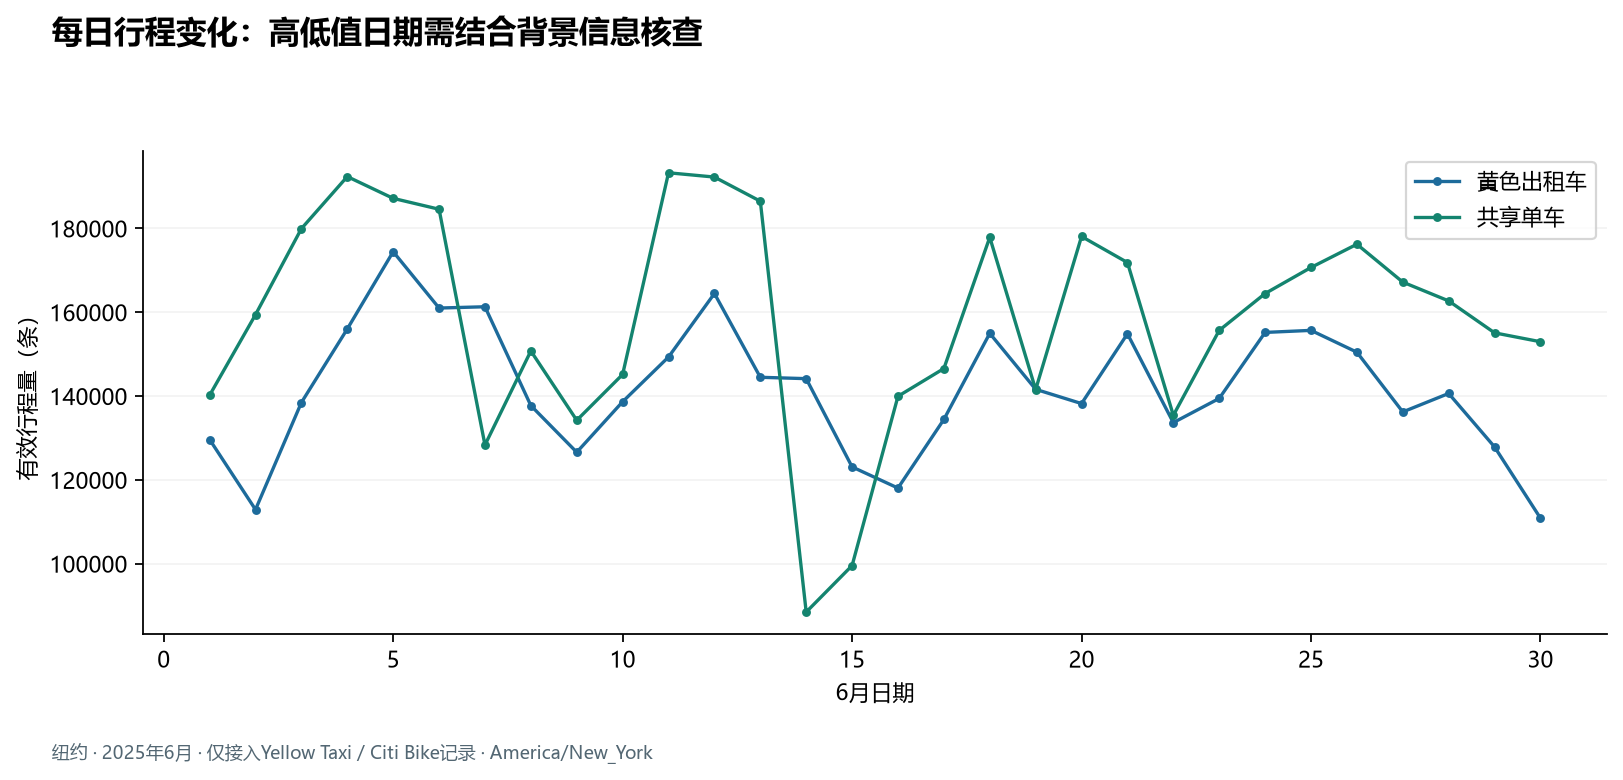 每日行程变化：高低值日期需结合背景信息核查
黄色出租车
共享单车
有效行程量（条）
180000
160000
140000
120000
100000
0 5 10 15 20 25 30
6月日期
纽约 · 2025年6月 · 仅接入Yellow Taxi / Citi Bike记录 · America/New_York